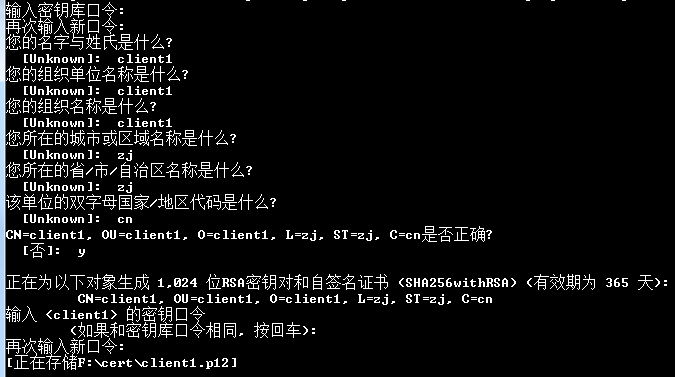 输入密钥库口令:
再次输入新口令:
您的名字与姓氏是什么?
[Unknown]:  client1
您的组织单位名称是什么?
[Unknown]:  client1
您的组织名称是什么?
[Unknown]:  client1
您所在的城市或区域名称是什么?
[Unknown]:  zj
您所在的省/市/自治区名称是什么?
[Unknown]:  zj
该单位的双字母国家/地区代码是什么?
[Unknown]:  cn
CN=client1, OU=client1, O=client1, L=zj, ST=zj, C=cn是否正确?
[否]:  y
正在为以下对象生成 1,024 位RSA密钥对和自签名证书 (SHA256withRSA) (有效期为 365 天):
CN=client1, OU=client1, O=client1, L=zj, ST=zj, C=cn
输入 <client1> 的密钥口令
(如果和密钥库口令相同, 按回车):
再次输入新口令:
[正在存储F:\cert\client1.p12]